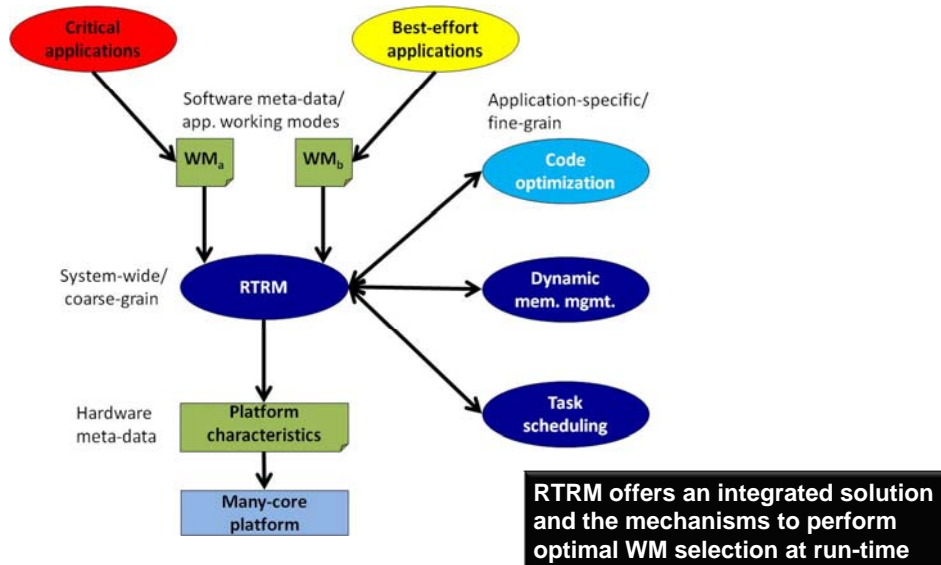 Critical
applications
Best-effort
applications
Software meta-data/
app. working modes
Application-specific/
fine-grain
WMa
WMb
Code
optimization
System-wide/
coarse-grain
RTRM
Dynamic
mem. mgmt.
Hardware
meta-data
Platform
characteristics
Task
scheduling
Many-core
platform
RTRM offers an integrated solution
and the mechanisms to perform
optimal WM selection at run-time